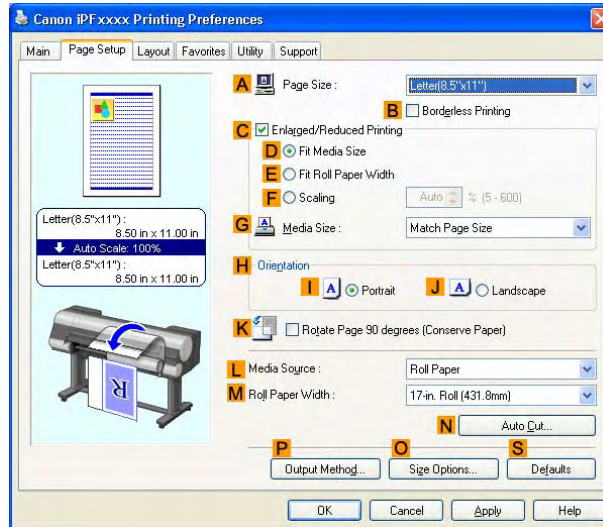 Canon iPFxxxx Printing Preferences
Main Page Setup Layout Favorites Utility Support
A Page Size : Letter(8.5"x11")
B Borderless Printing
C Enlarged/Reduced Printing
D Fit Media Size
E Fit Roll Paper Width
F Scaling Auto % (5 - 600)
G Media Size : Match Page Size
Letter(8.5"x11") :
8.50 in x 11.00 in
Auto Scale: 100%
Letter(8.5"x11") :
8.50 in x 11.00 in
H Orientation
I A Portrait J A Landscape
K Rotate Page 90 degrees (Conserve Paper)
R
L Media Source : Roll Paper
M Roll Paper Width : 17-in. Roll (431.8mm)
N Auto Cut...
P O S
Output Method... Size Options... Defaults
OK Cancel Apply Help